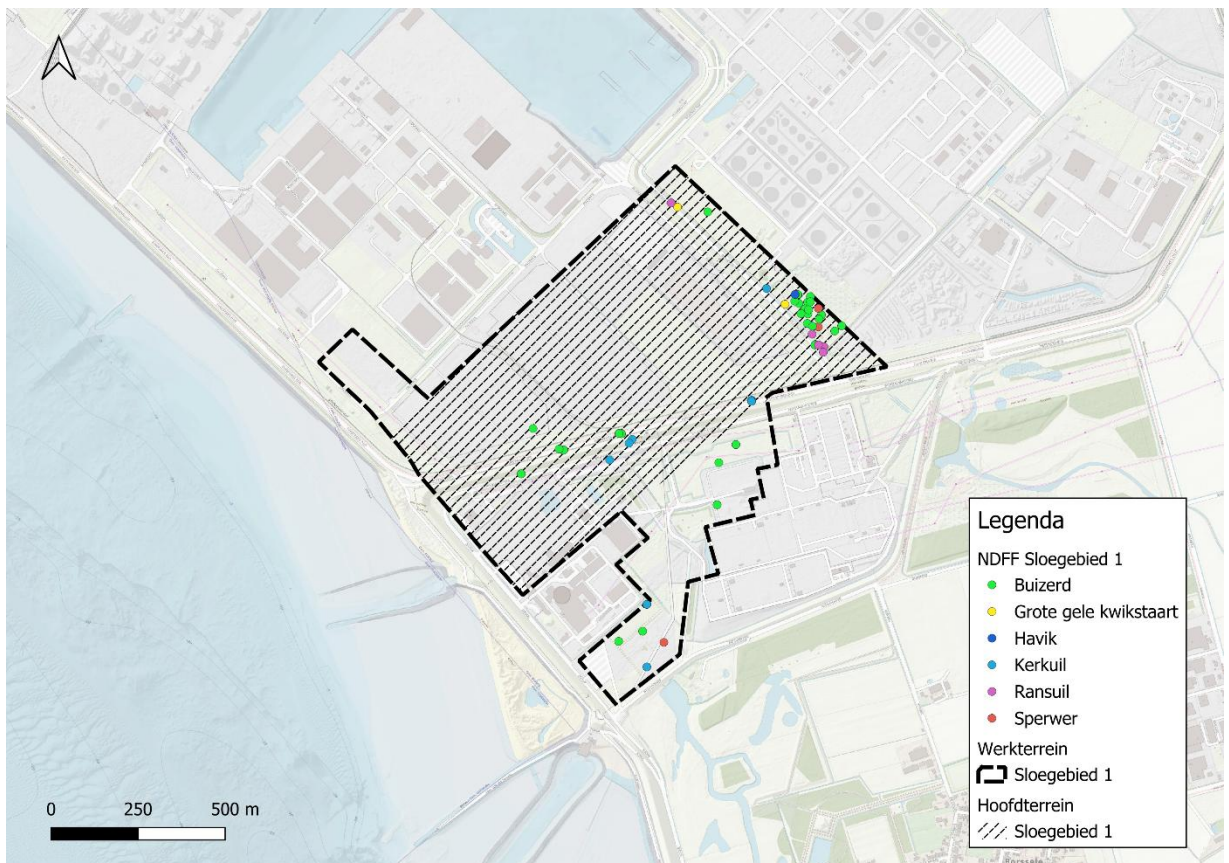 Legenda
NDFF Sloegebied 1
Buizerd
Grote gele kwikstaart
Havik
Kerkuil
Ransuil
Sperwer
Werkterrein
Sloegebied 1
Hoofdterrein
Sloegebied 1
0 250 500 m